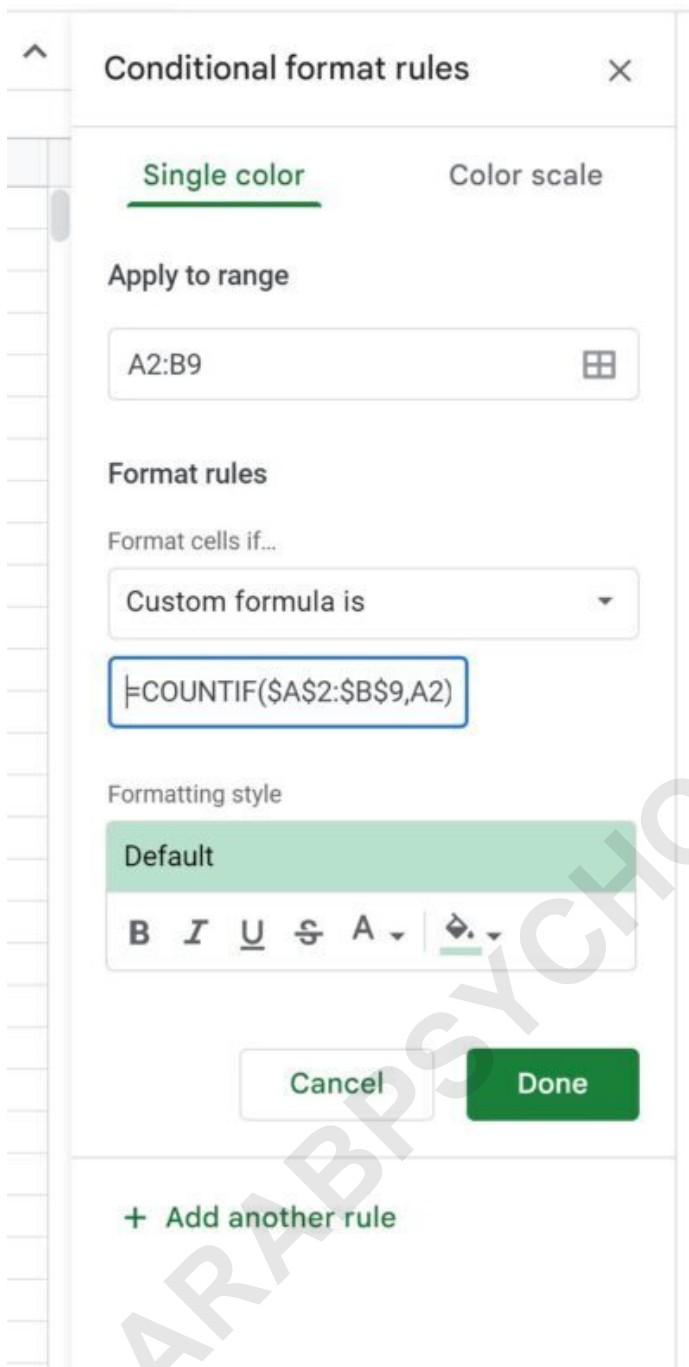 Conditional format rules
Single color
Color scale
Apply to range
A2:B9
Format rules
Format cells if…
Custom formula is
=COUNTIF($A$2:$B$9,A2)
Formatting style
Default
B I U S A
Cancel
Done
+ Add another rule
ARABPSYCHO